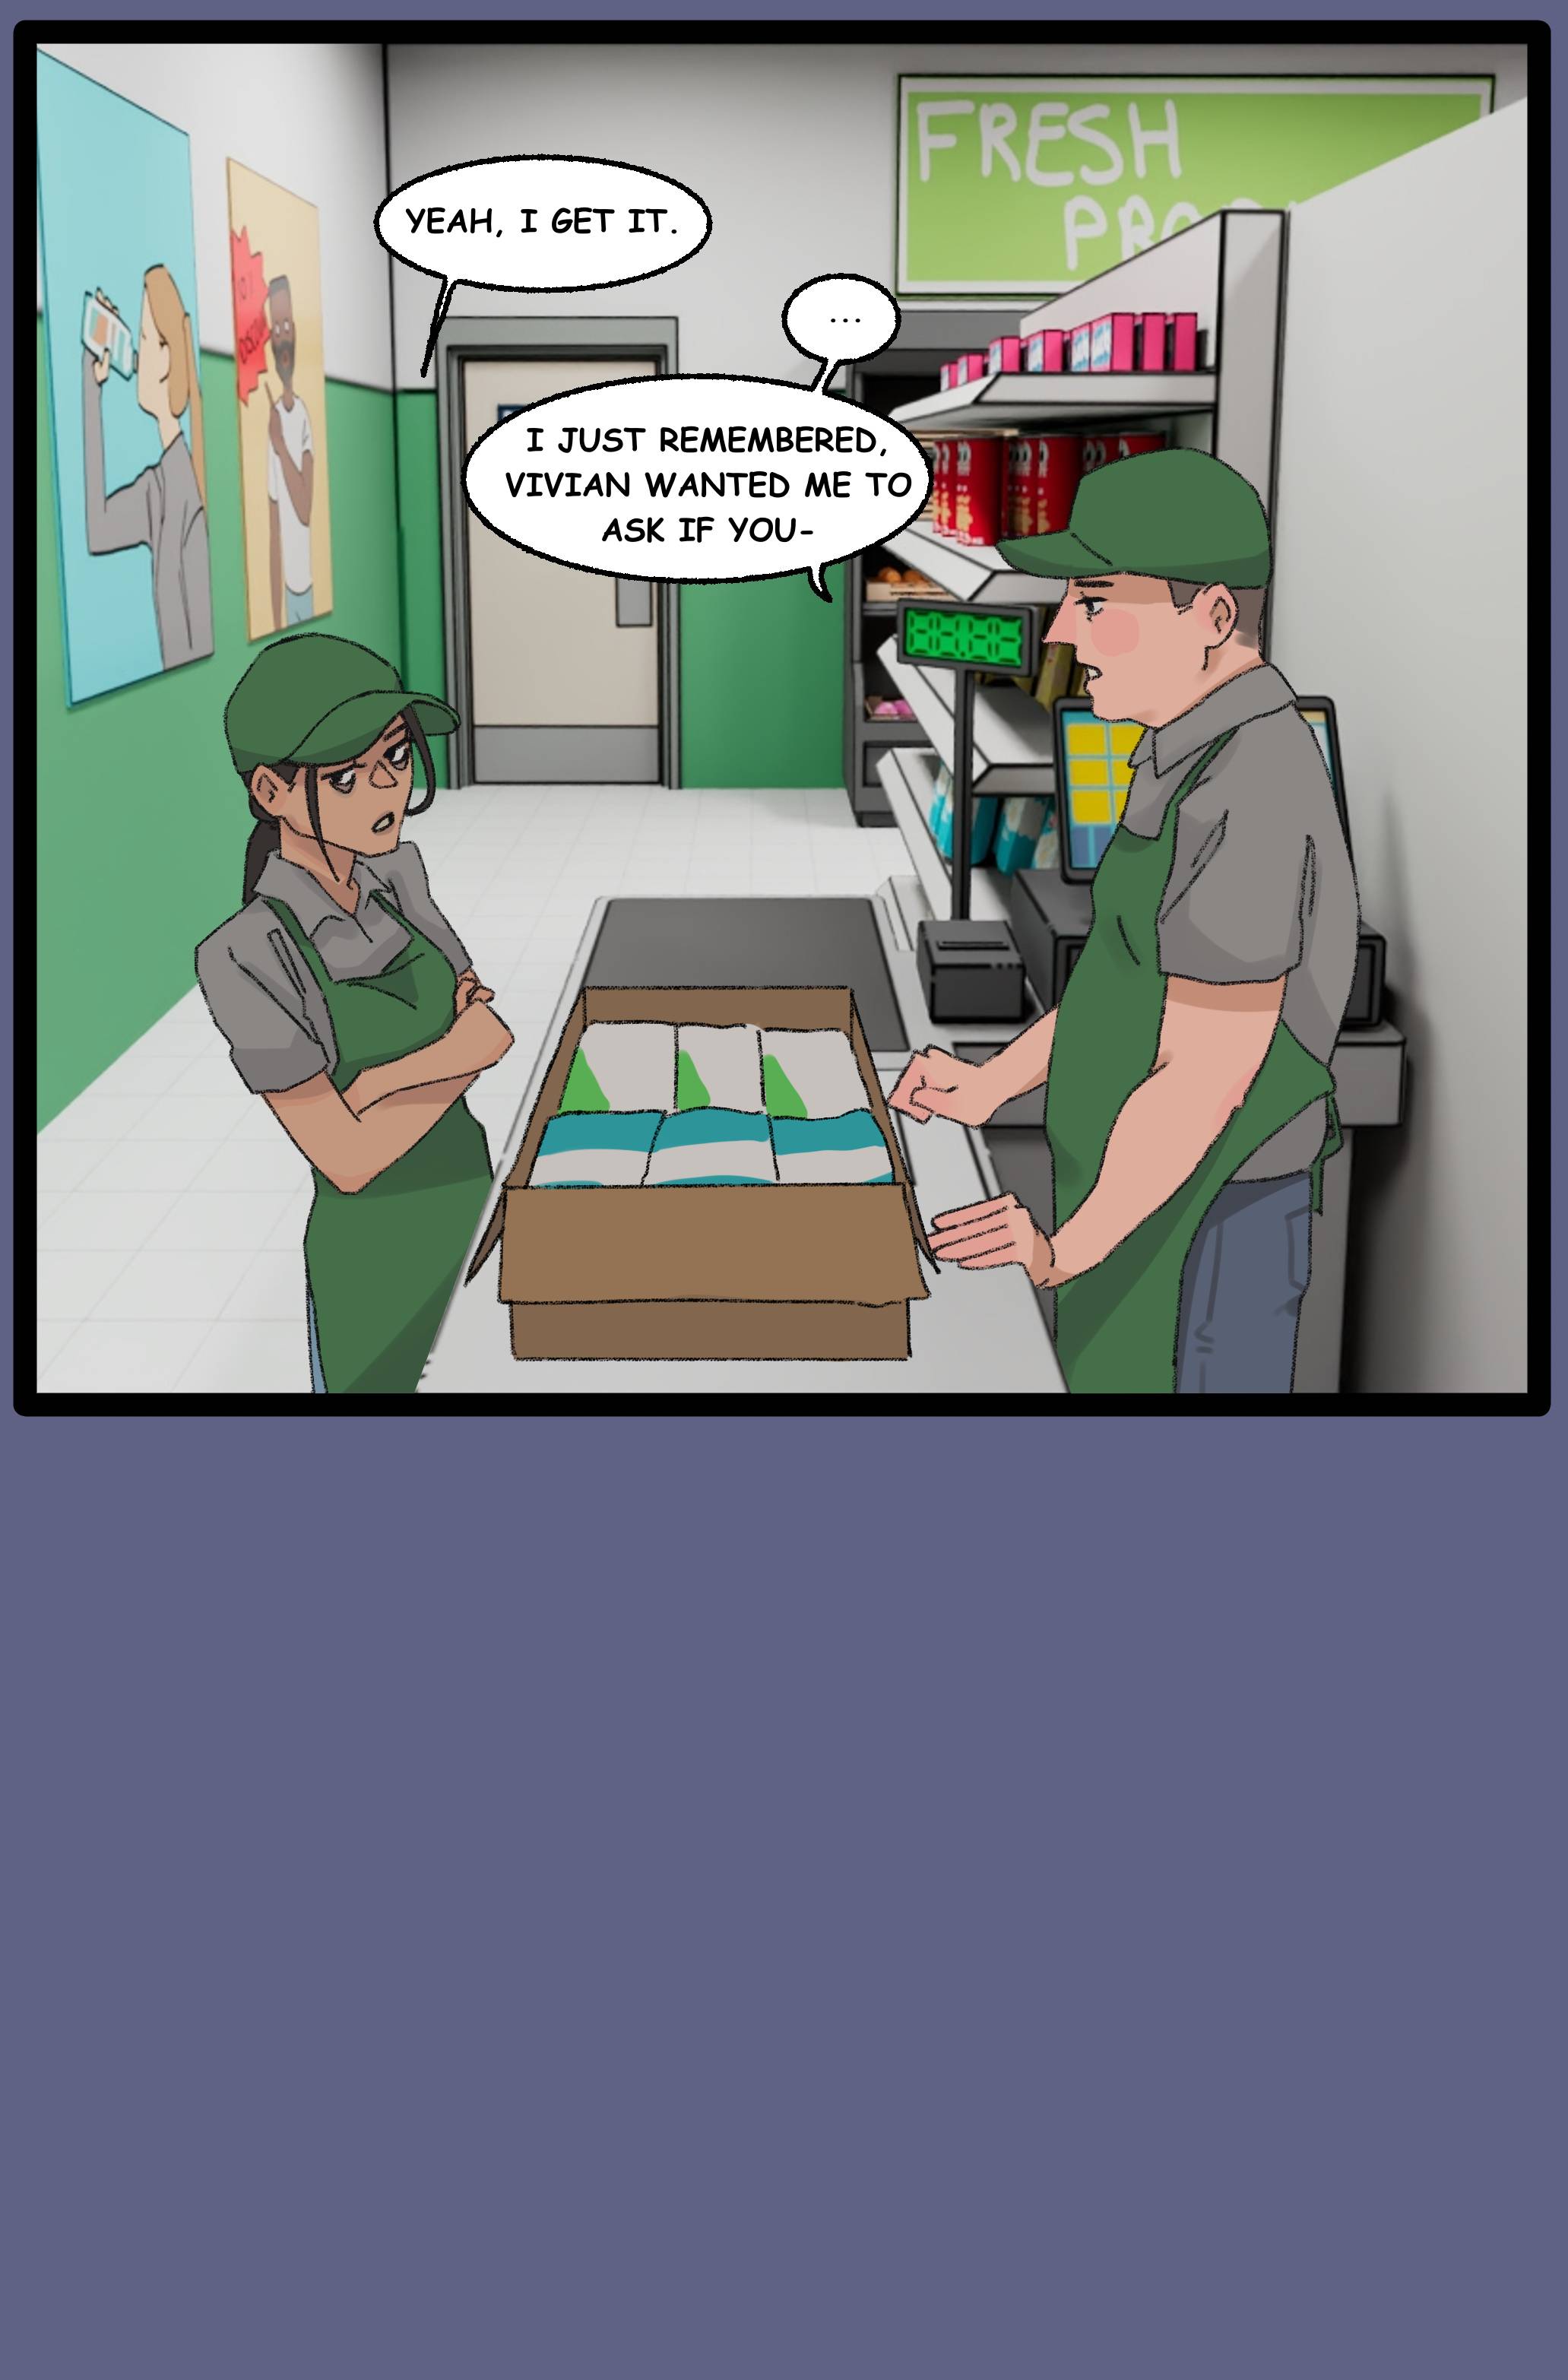 YEAH, I GET IT.
...
I JUST REMEMBERED,
VIVIAN WANTED ME TO
ASK IF YOU-
FRESH